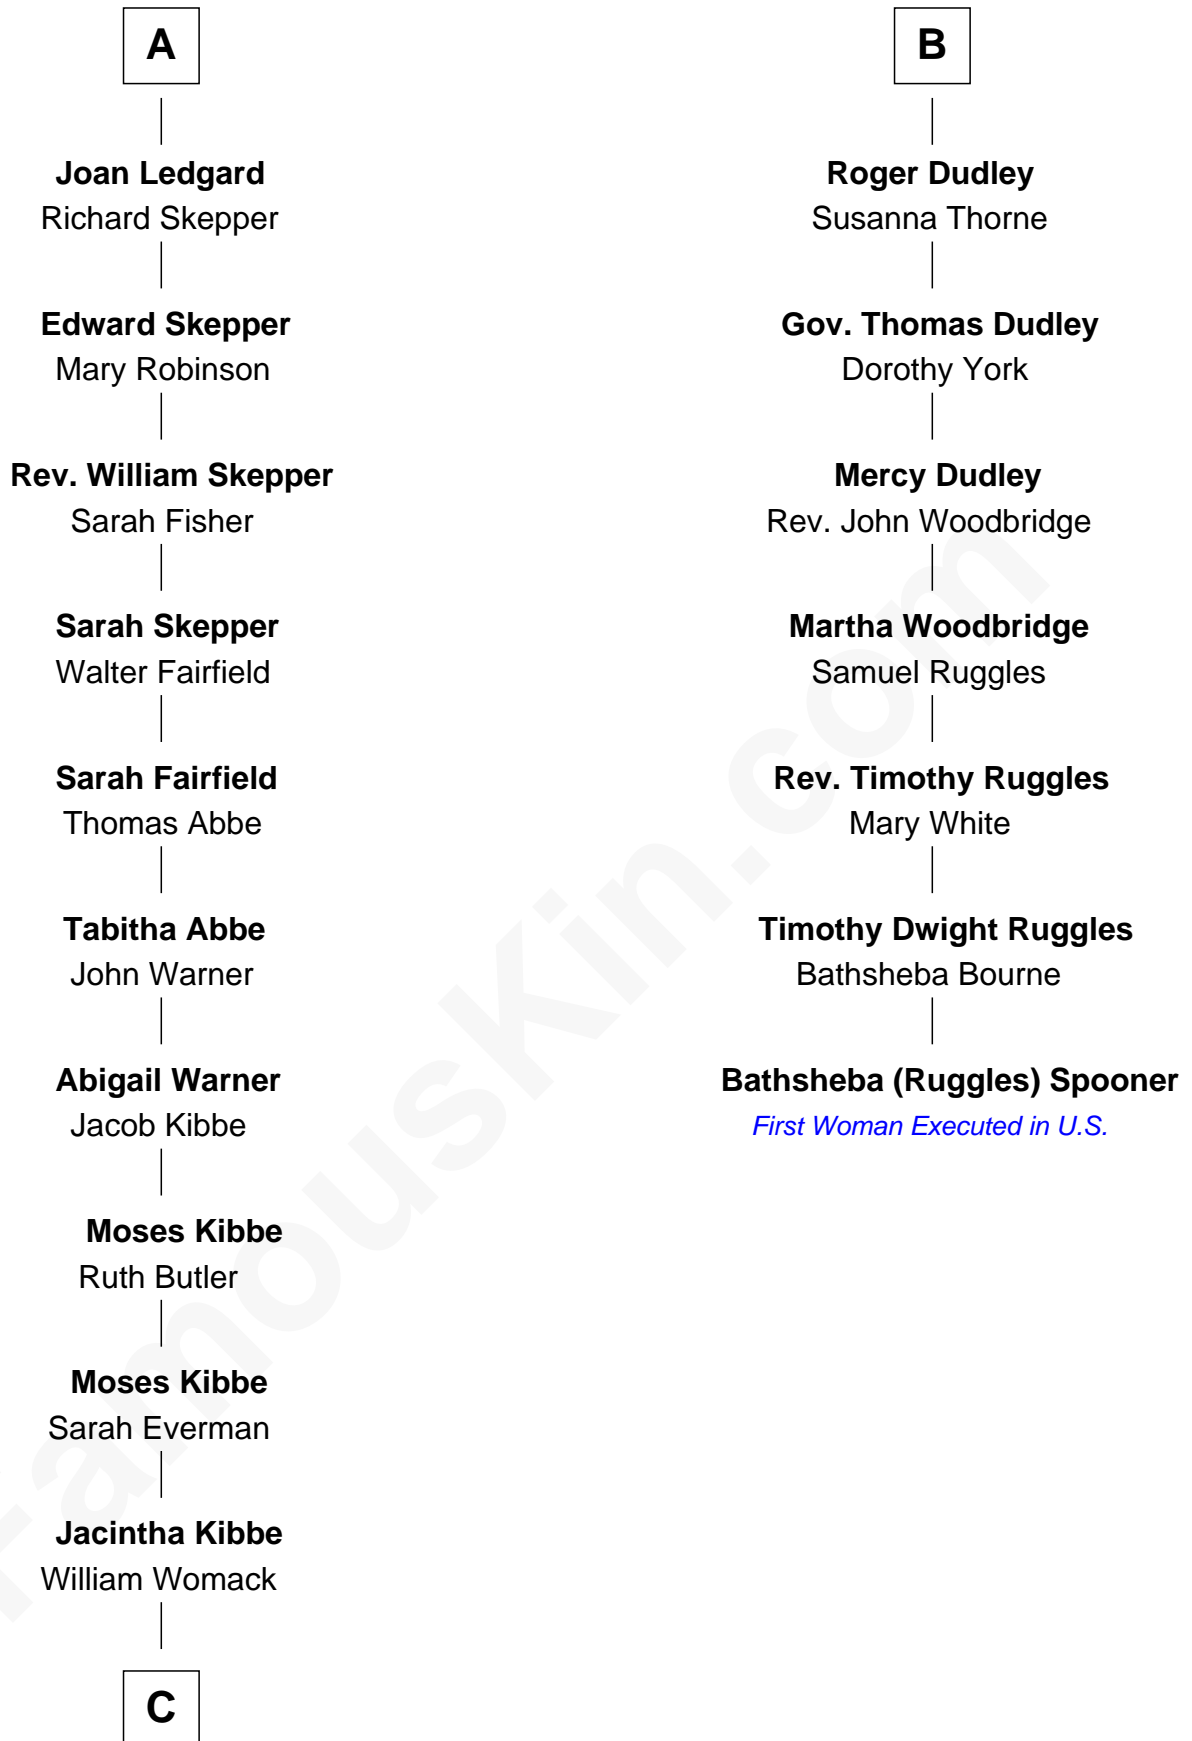 A
Joan Ledgard
Richard Skepper
Edward Skepper
Mary Robinson
Rev. William Skepper
Sarah Fisher
Sarah Skepper
Walter Fairfield
Sarah Fairfield
Thomas Abbe
Tabitha Abbe
John Warner
Abigail Warner
Jacob Kibbe
Moses Kibbe
Ruth Butler
Moses Kibbe
Sarah Everman
Jacintha Kibbe
William Womack
C
B
Roger Dudley
Susanna Thorne
Gov. Thomas Dudley
Dorothy York
Mercy Dudley
Rev. John Woodbridge
Martha Woodbridge
Samuel Ruggles
Rev. Timothy Ruggles
Mary White
Timothy Dwight Ruggles
Bathsheba Bourne
Bathsheba (Ruggles) Spooner
First Woman Executed in U.S.
FamousKin.com